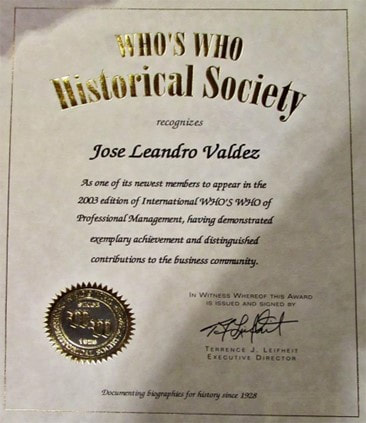 WHO'S WHO
Historical Society
recognizes
Jose Leandro Valdez
As one of its newest members to appear in the
2003 edition of International WHO'S WHO of
Professional Management, having demonstrated
exemplary achievement and distinguished
contributions to the business community.
In Witness Whereof this Award
is issued and signed by
Terrence J. Leifheit
Executive Director
1928
Documenting biographies for history since 1928